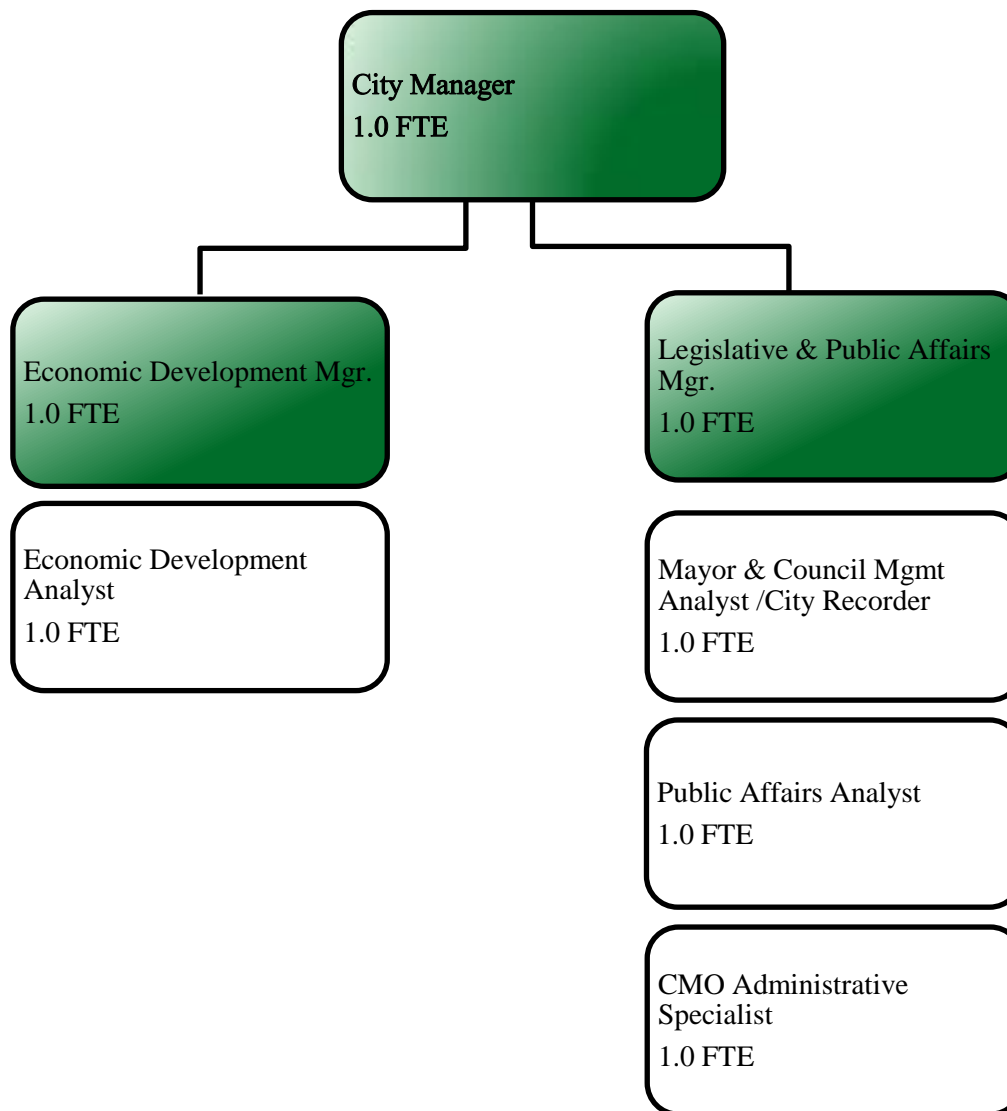 City Manager
1.0 FTE
Economic Development Mgr.
1.0 FTE
Economic Development
Analyst
1.0 FTE
Legislative & Public Affairs
Mgr.
1.0 FTE
Mayor & Council Mgmt
Analyst /City Recorder
1.0 FTE
Public Affairs Analyst
1.0 FTE
CMO Administrative
Specialist
1.0 FTE